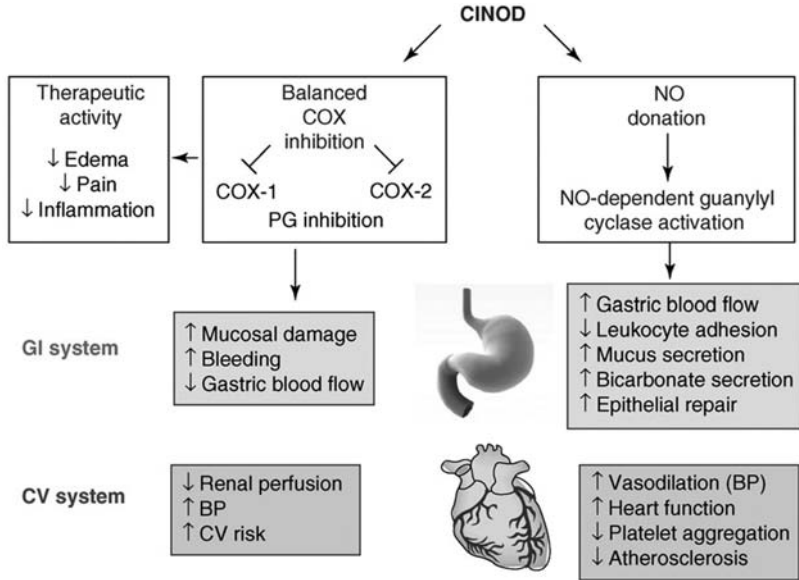 CINOD
Therapeutic
activity
↓ Edema
↓ Pain
↓ Inflammation
Balanced
COX
inhibition
COX-1
COX-2
PG inhibition
NO
donation
NO-dependent guanylyl
cyclase activation
GI system
↑ Mucosal damage
↑ Bleeding
↓ Gastric blood flow
↑ Gastric blood flow
↓ Leukocyte adhesion
↑ Mucus secretion
↑ Bicarbonate secretion
↑ Epithelial repair
CV system
↓ Renal perfusion
↑ BP
↑ CV risk
↑ Vasodilation (BP)
↑ Heart function
↓ Platelet aggregation
↓ Atherosclerosis